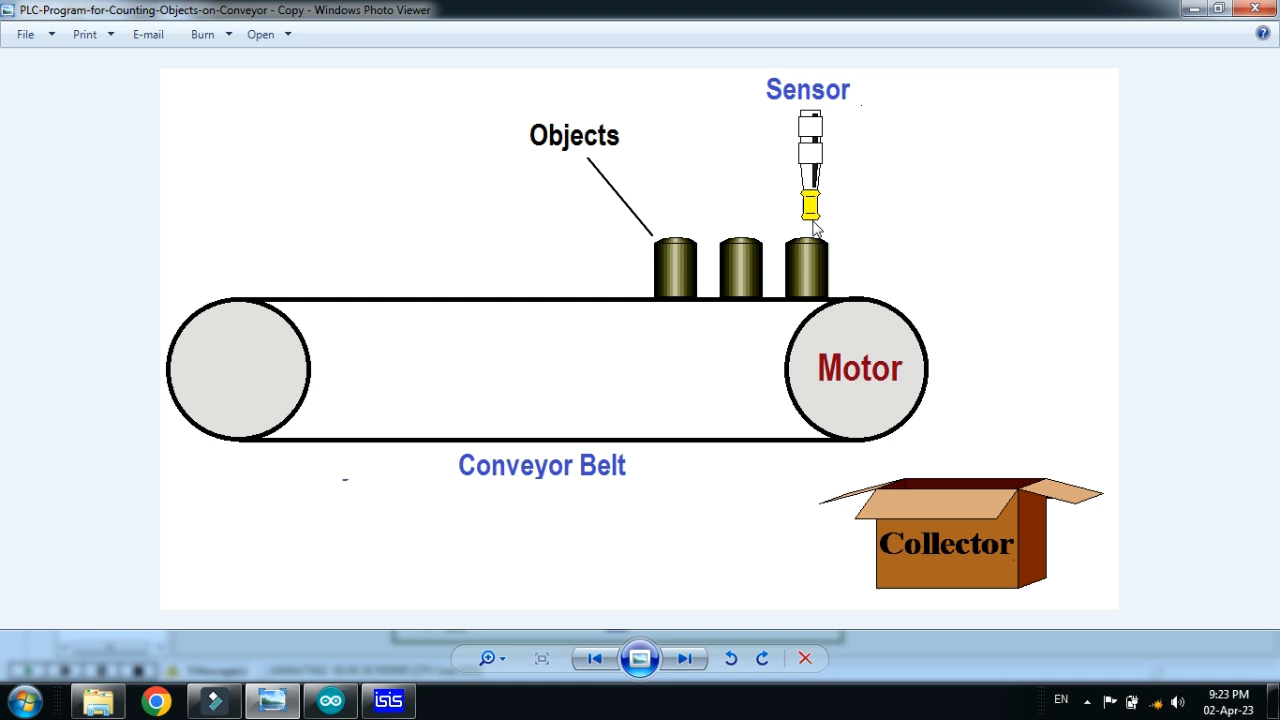 PLC-Program-for-Counting-Objects-on-Conveyor - Copy - Windows Photo Viewer
File Print E-mail Burn Open
Sensor
Objects
Motor
Conveyor Belt
Collector
isis
EN
9:23 PM
02-Apr-23